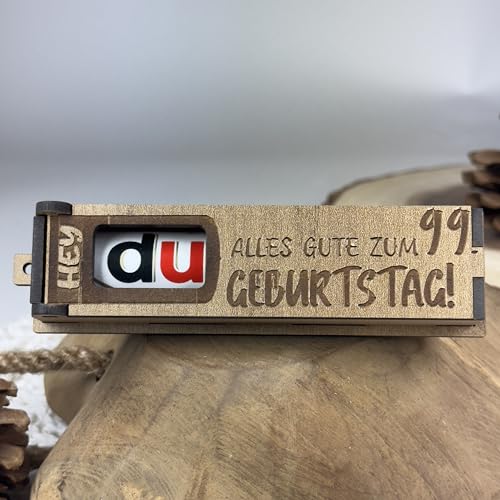 HEY
du
ALLES GUTE ZUM 99.
GEBURTSTAG!